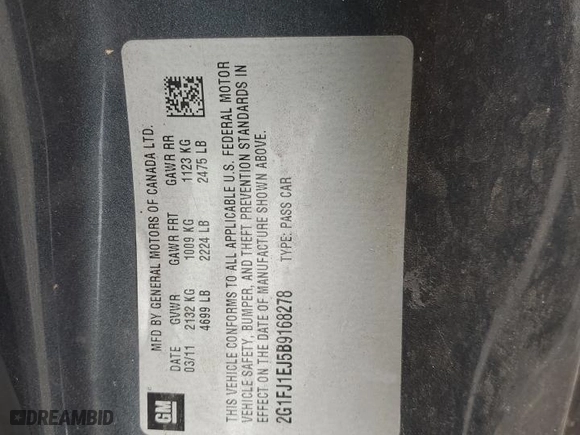 GM
MFD BY GENERAL MOTORS OF CANADA LTD.
DATE GVWR GAWR FRT GAWR RR
03/11 2132 KG 1009 KG 1123 KG
4699 LB 2224 LB 2475 LB
THIS VEHICLE CONFORMS TO ALL APPLICABLE U.S. FEDERAL MOTOR
VEHICLE SAFETY, BUMPER, AND THEFT PREVENTION STANDARDS IN
EFFECT ON THE DATE OF MANUFACTURE SHOWN ABOVE.
2G1FJ1EJ5B9168278 TYPE: PASS CAR
DREAMBID